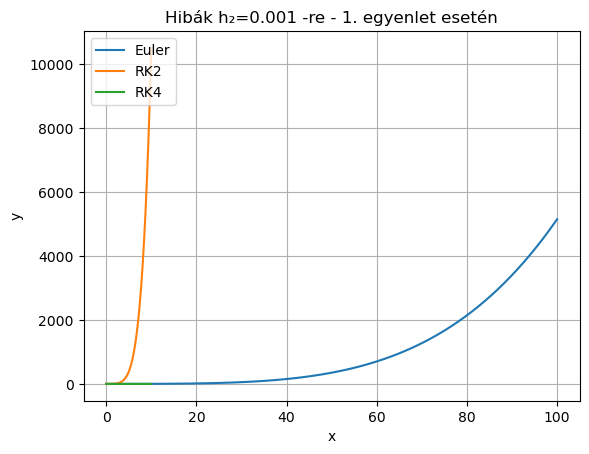 Hibák h₂=0.001 -re - 1. egyenlet esetén
Euler
RK2
RK4
10000
8000
6000
4000
2000
0
y
0 20 40 60 80 100
x